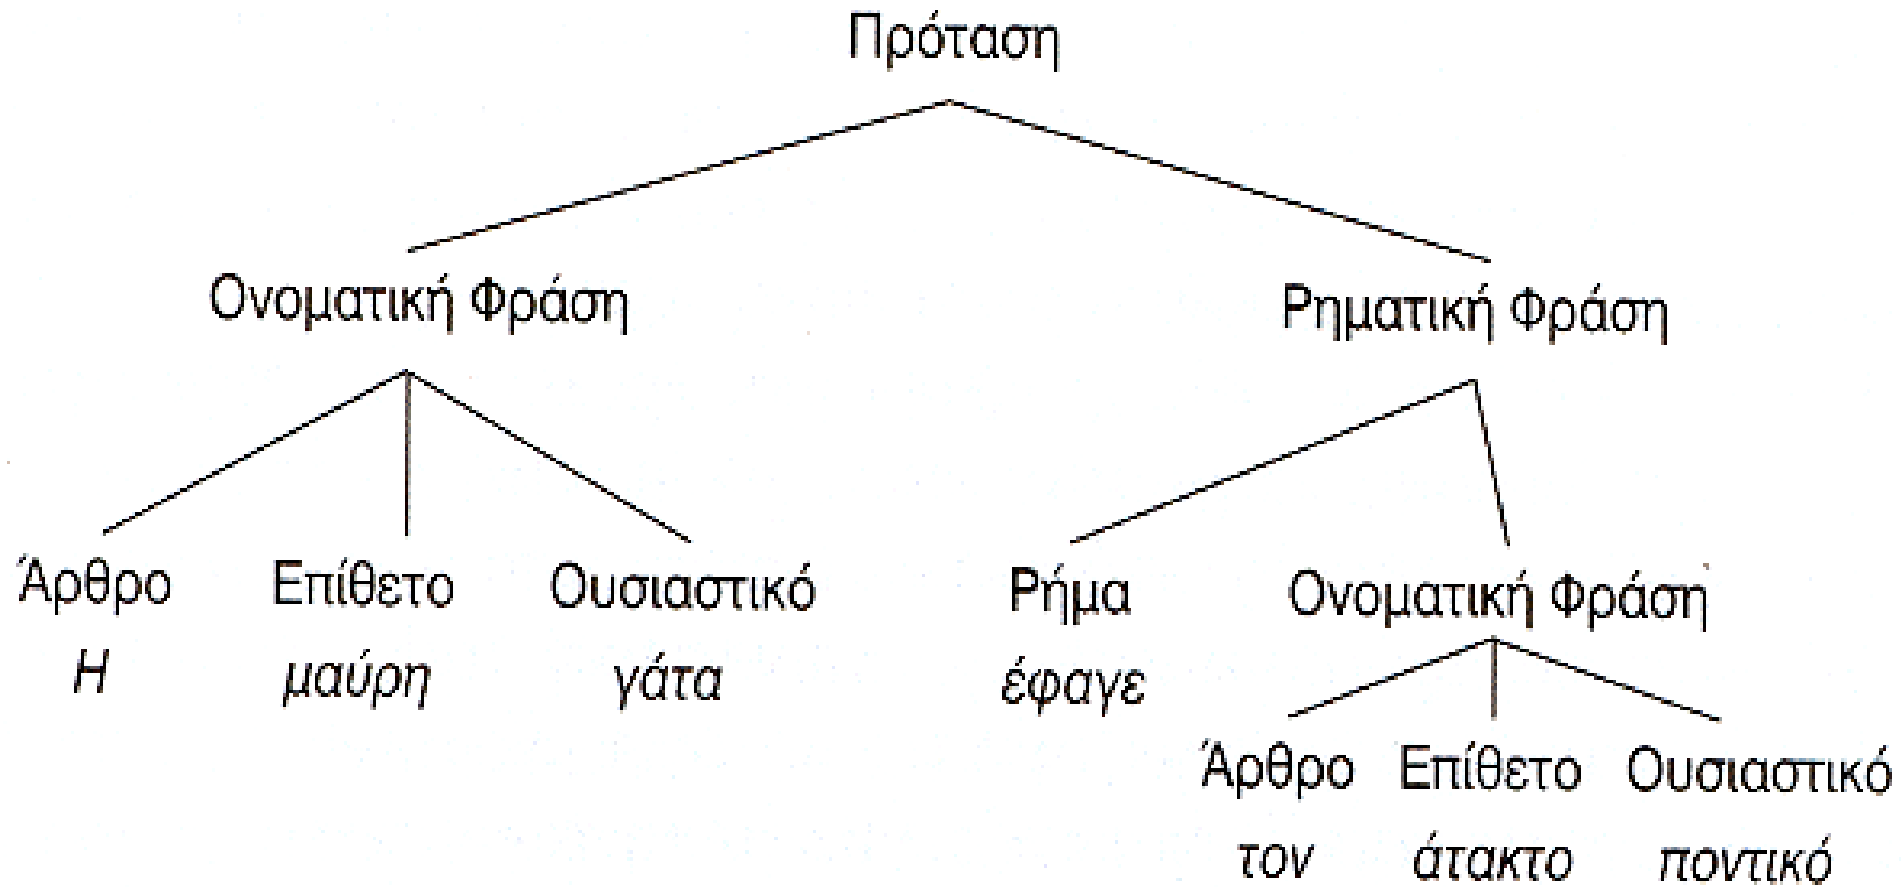 Πρόταση
Ονοματική Φράση Ρηματική Φράση
Άρθρο Επίθετο Ουσιαστικό Ρήμα Ονοματική Φράση
Η μαύρη γάτα έφαγε
Άρθρο Επίθετο Ουσιαστικό
τον άτακτο ποντικό